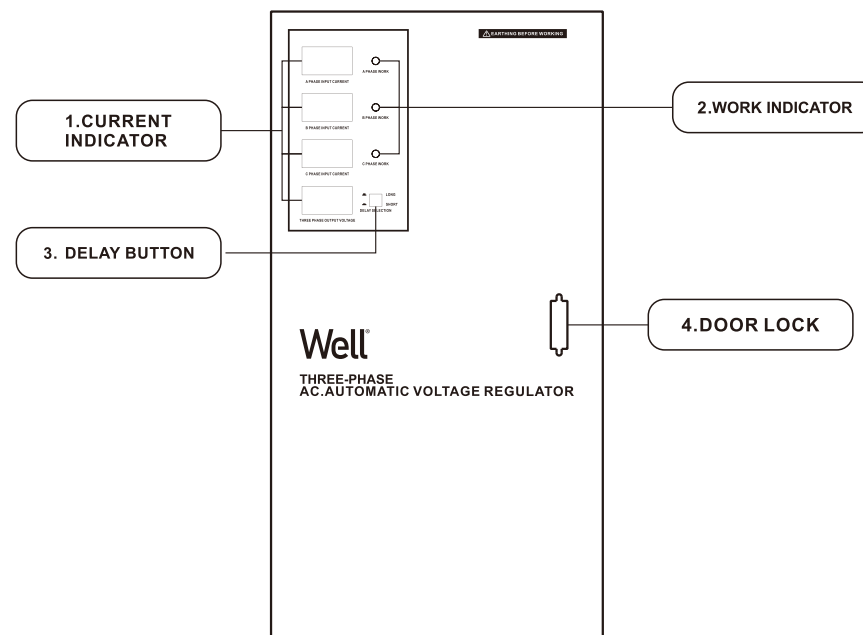 ⚠ EARTHING BEFORE WORKING
A PHASE WORK
A PHASE INPUT CURRENT
1.CURRENT
INDICATOR
2.WORK INDICATOR
B PHASE WORK
B PHASE INPUT CURRENT
C PHASE WORK
C PHASE INPUT CURRENT
LONG
SHORT
DELAY SELECTION
THREE PHASE OUTPUT VOLTAGE
3. DELAY BUTTON
4.DOOR LOCK
Well®
THREE-PHASE
AC.AUTOMATIC VOLTAGE REGULATOR